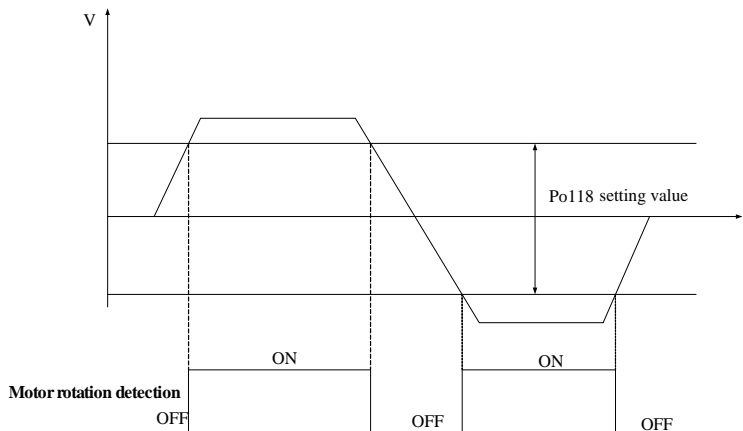 V
Po118 setting value
ON
ON
Motor rotation detection
OFF
OFF
OFF